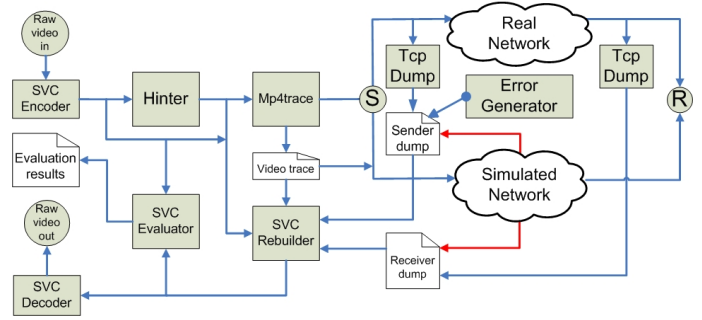 Raw
video
in
SVC
Encoder
Hinter
Mp4trace
S
Real
Network
Tcp
Dump
Tcp
Dump
R
Error
Generator
Sender
dump
Evaluation
results
Video trace
Simulated
Network
SVC
Evaluator
SVC
Rebuilder
Raw
video
out
Receiver
dump
SVC
Decoder